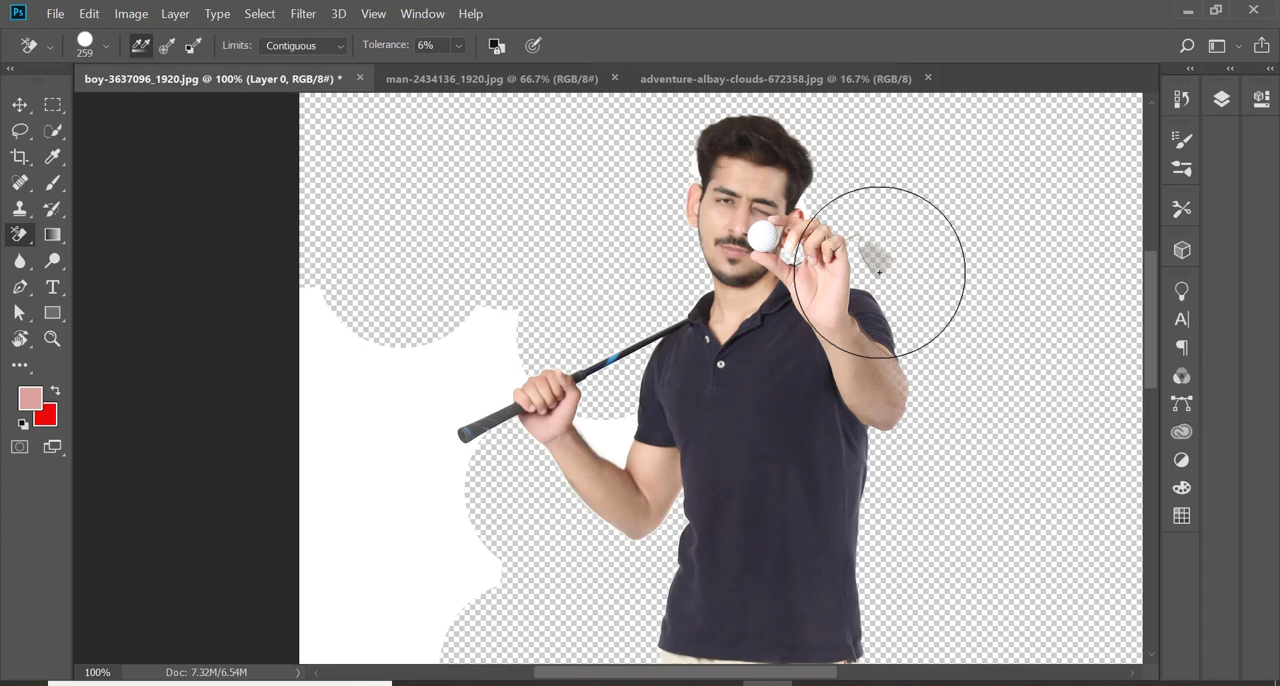 Ps File Edit Image Layer Type Select Filter 3D View Window Help
259 Limits: Contiguous Tolerance: 6%
boy-3637096_1920.jpg @ 100% (Layer 0, RGB/8#) * man-2434136_1920.jpg @ 66.7% (RGB/8#) adventure-albay-clouds-672358.jpg @ 16.7% (RGB/8)
100% Doc: 7.32M/6.54M